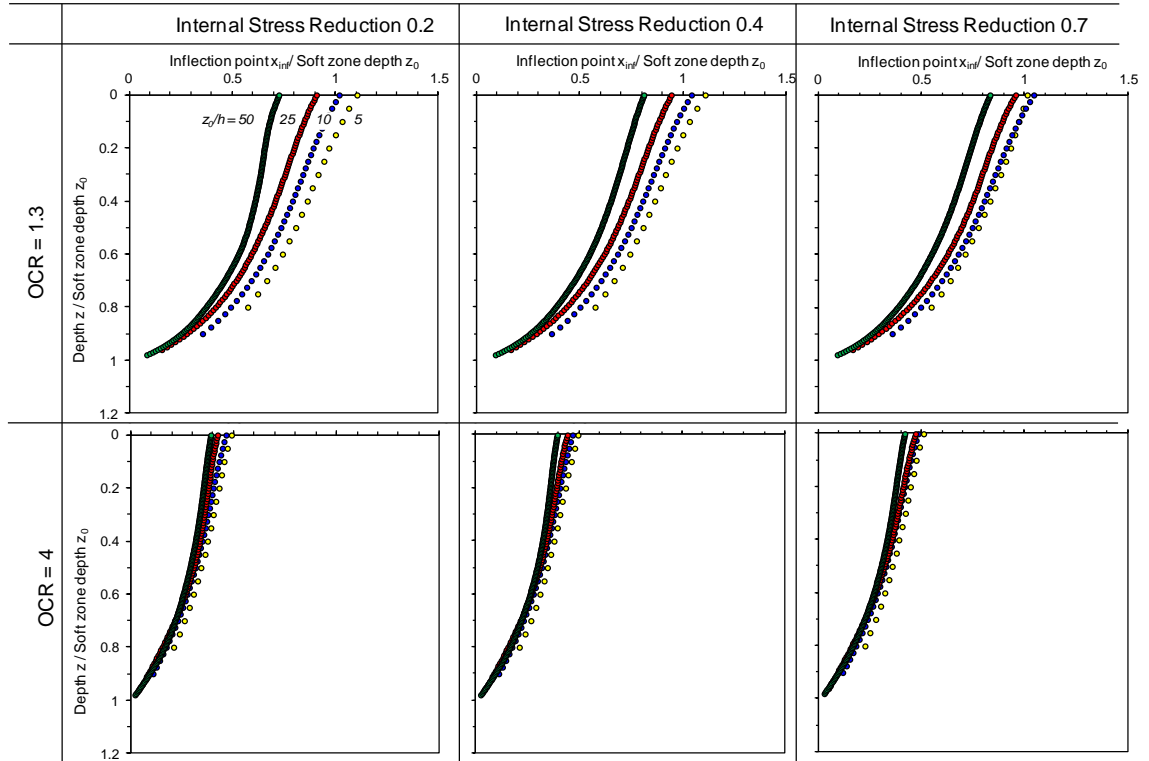 Internal Stress Reduction 0.2 Internal Stress Reduction 0.4 Internal Stress Reduction 0.7
OCR = 1.3
Inflection point x_inf/ Soft zone depth z_0
0 0.5 1 1.5
Depth z / Soft zone depth z_0
0
0.2
0.4
0.6
0.8
1
1.2
z_0/h = 50 25 10 5
Inflection point x_inf/ Soft zone depth z_0
0 0.5 1 1.5
Inflection point x_inf/ Soft zone depth z_0
0 0.5 1 1.5
OCR = 4
Depth z / Soft zone depth z_0
0
0.2
0.4
0.6
0.8
1
1.2